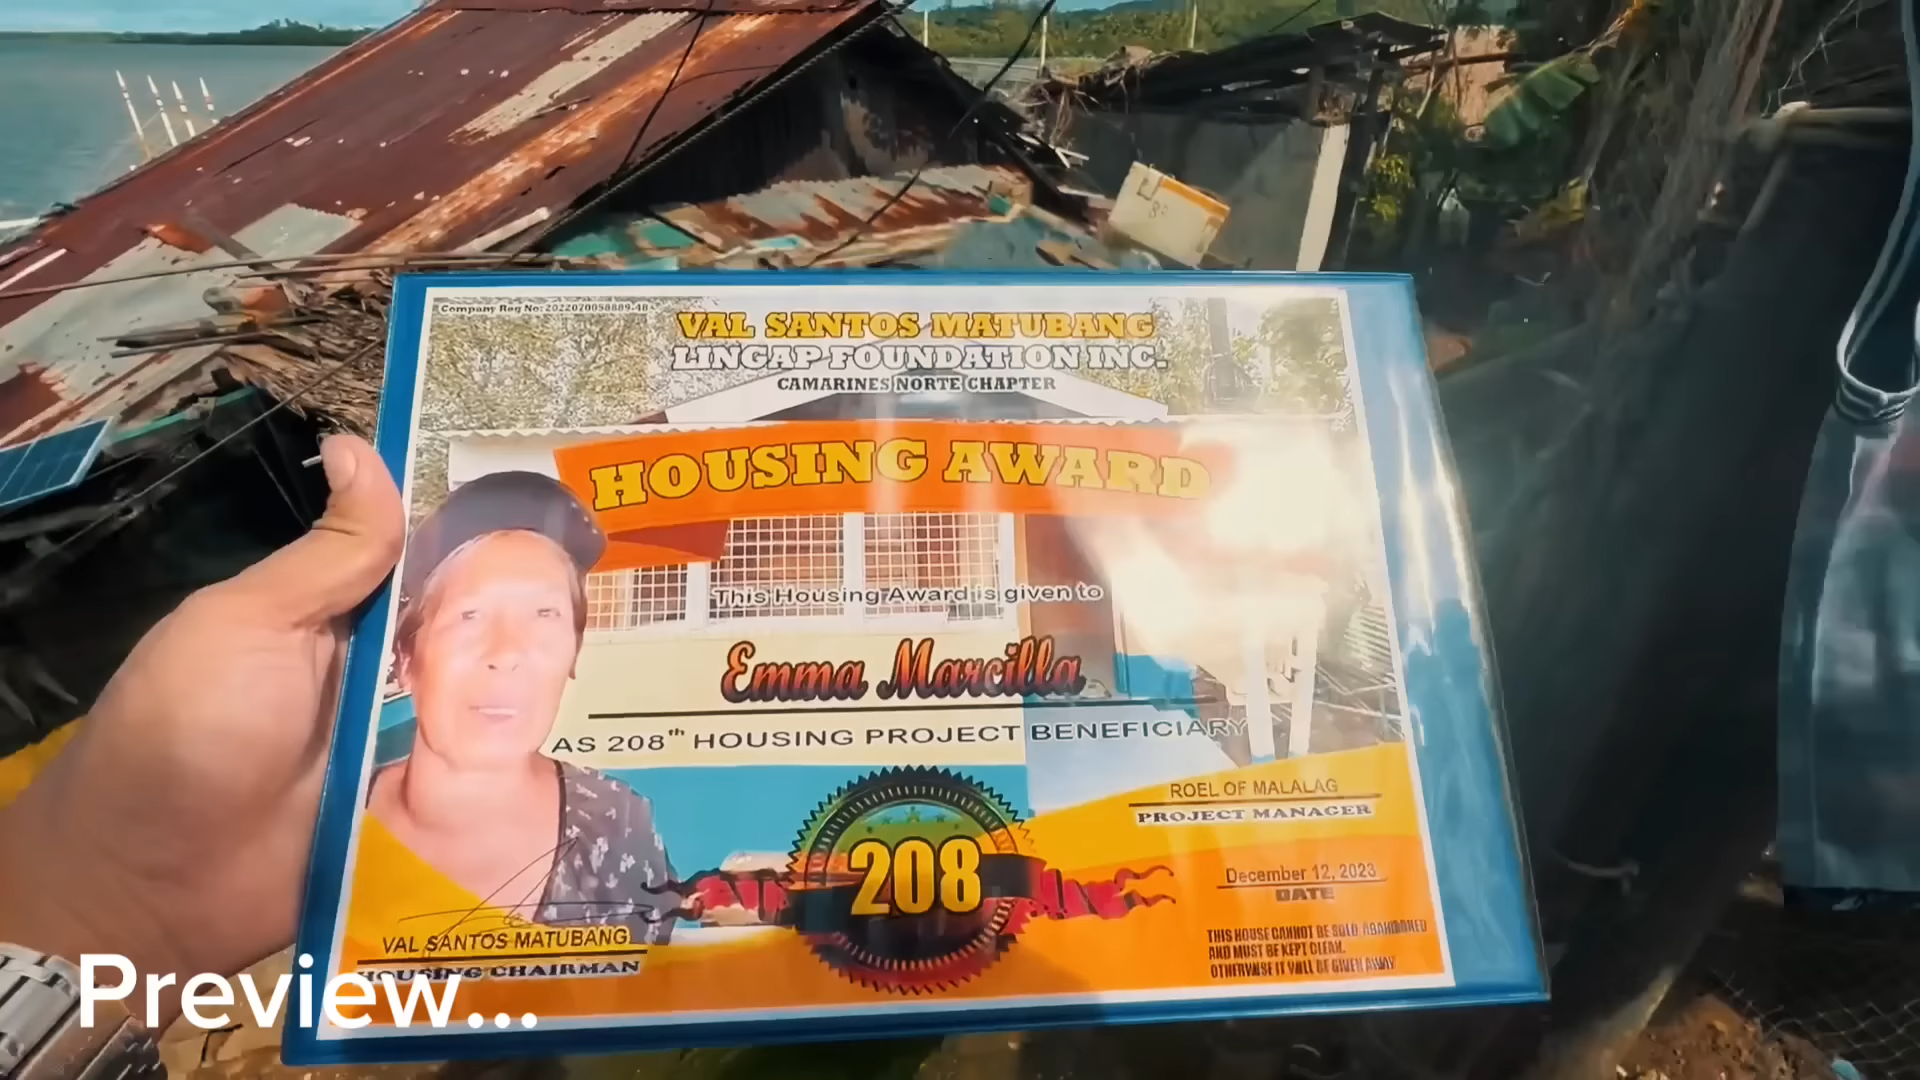 Company Reg No: 2022070058889-48
VAL SANTOS MATUBANG
LINGAP FOUNDATION INC.
CAMARINES NORTE CHAPTER
HOUSING AWARD
This Housing Award is given to
Emma Marcilla
AS 208th HOUSING PROJECT BENEFICIARY
ROEL OF MALALAG
PROJECT MANAGER
208
December 12, 2023
DATE
VAL SANTOS MATUBANG
HOUSING CHAIRMAN
THIS HOUSE CANNOT BE SOLD ABANDONED
AND MUST BE KEPT CLEAN.
OTHERWISE IT WILL BE GIVEN AWAY
Preview...